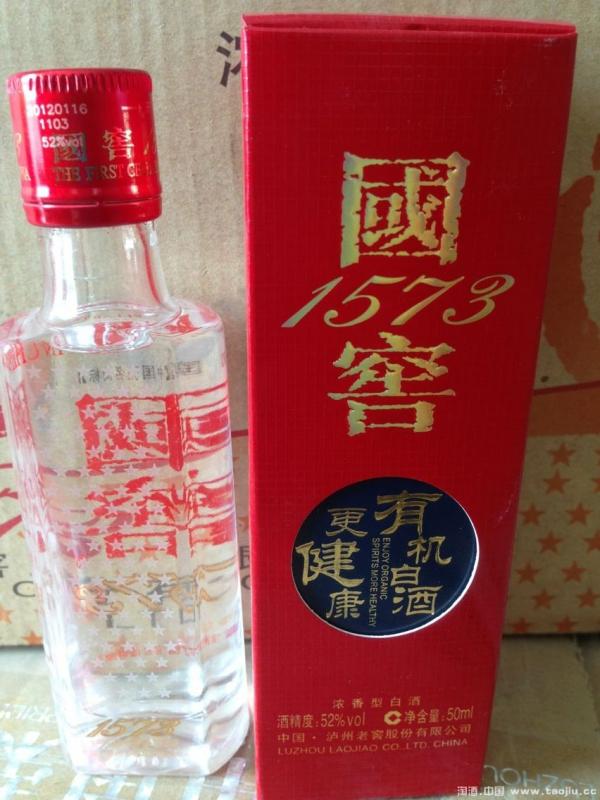 20120116
1103
52%vol
國窖
THE FIRST
國
1573
窖
有机白酒
更健康
ENJOY ORGANIC
SPIRITS MORE HEALTHY
浓香型白酒
酒精度:52%vol 净含量:50ml
中国·泸州老窖股份有限公司
LUZHOU LAOJIAO CO.,LTD. CHINA
1573
淘酒.中国 www.taojiu.cc